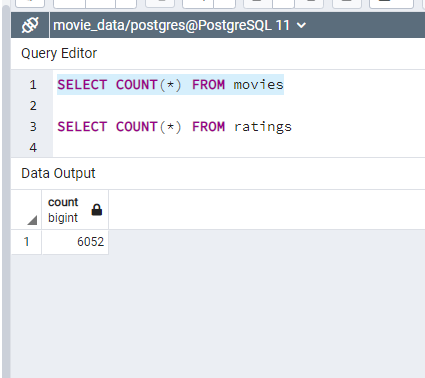 movie_data/postgres@PostgreSQL 11
Query Editor
1 SELECT COUNT(*) FROM movies
2
3 SELECT COUNT(*) FROM ratings
4
Data Output
count
bigint
1 6052